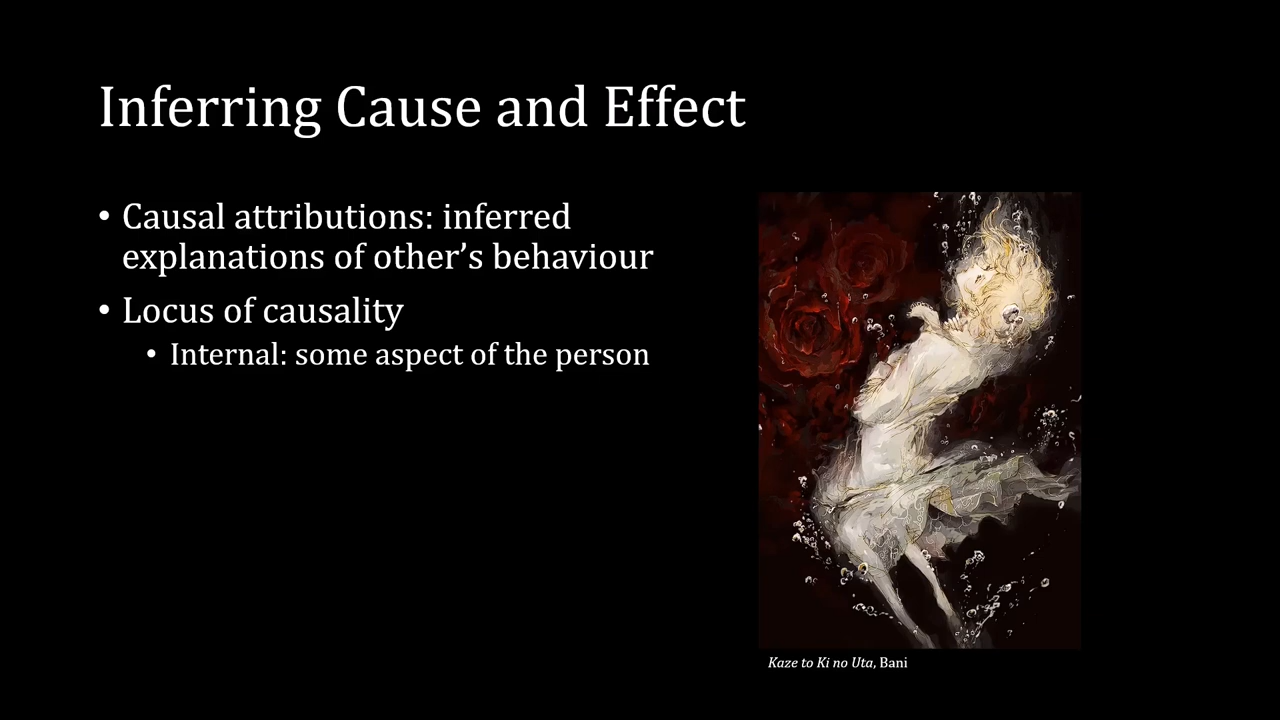 Inferring Cause and Effect
• Causal attributions: inferred
explanations of other’s behaviour
• Locus of causality
• Internal: some aspect of the person
Kaze to Ki no Uta, Bani